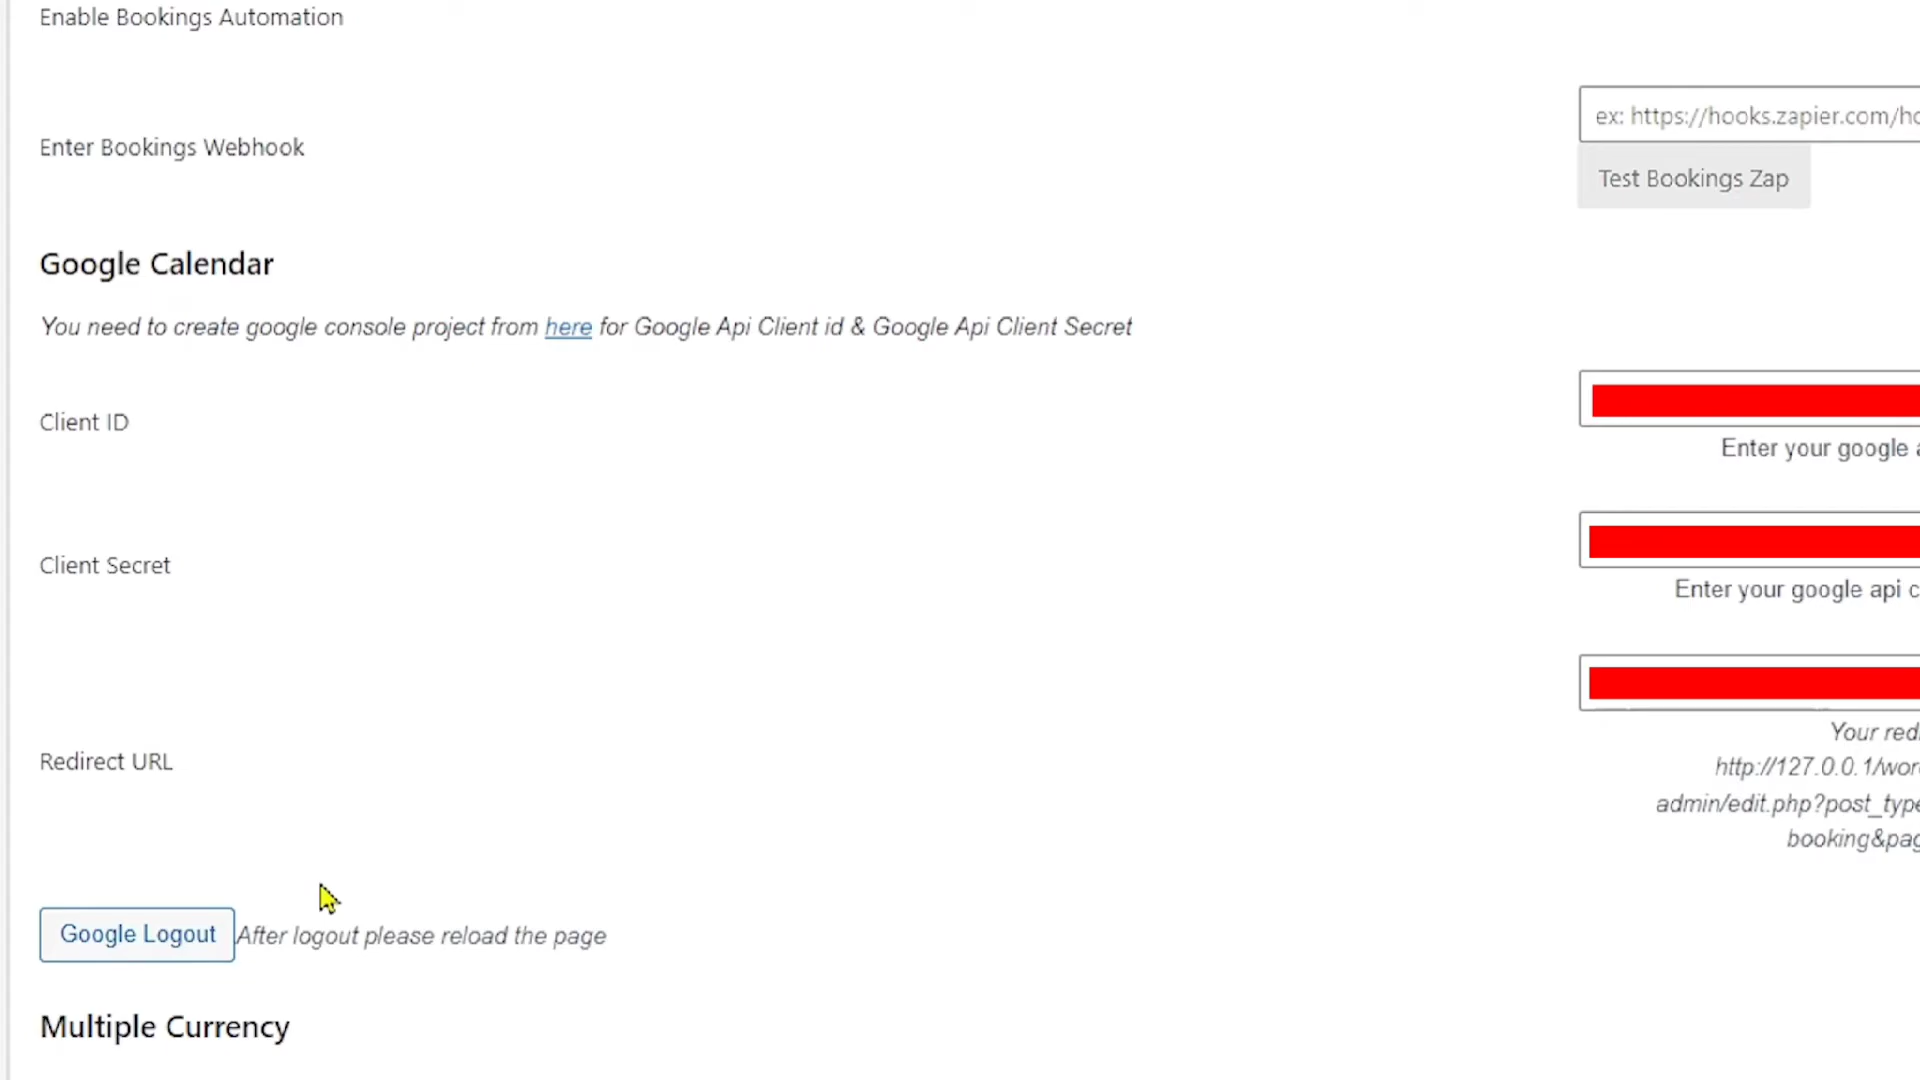 Enable Bookings Automation
ex: https://hooks.zapier.com/
Enter Bookings Webhook
Test Bookings Zap
Google Calendar
You need to create google console project from here for Google Api Client id & Google Api Client Secret
Client ID
Enter your google
Client Secret
Enter your google api
Your
http://127.0.0.1/
Redirect URL
admin/edit.php?post_type
booking&pag
Google Logout After logout please reload the page
Multiple Currency